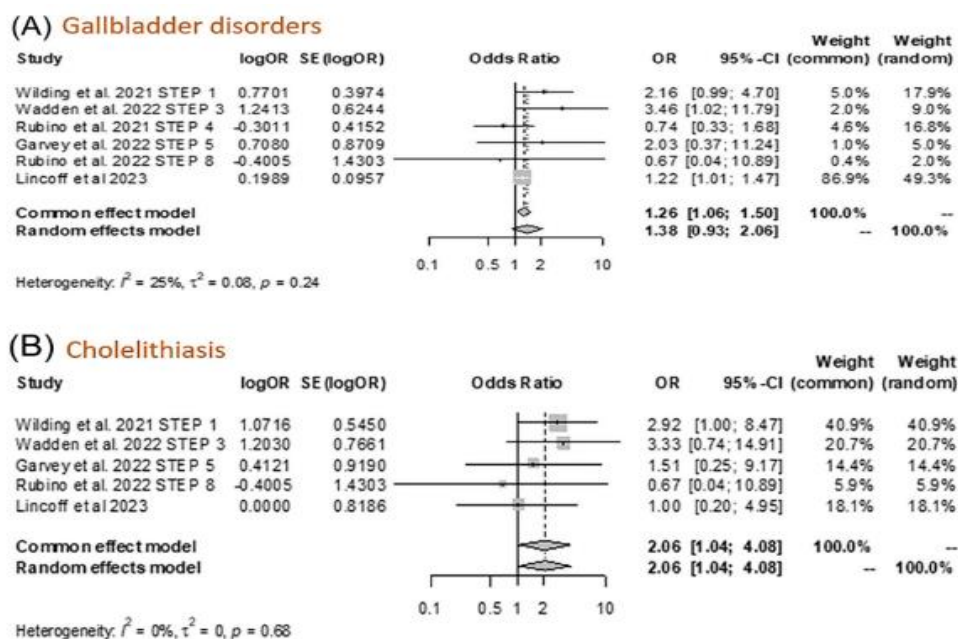 (A) Gallbladder disorders
Weight Weight
Study logOR SE(logOR) Odds Ratio OR 95% -CI (common) (random)
Wilding et al. 2021 STEP 1 0.7701 0.3974 2.16 [0.99; 4.70] 5.0% 17.9%
Wadden et al. 2022 STEP 3 1.2413 0.6244 3.46 [1.02; 11.79] 2.0% 9.0%
Rubino et al. 2021 STEP 4 -0.3011 0.4152 0.74 [0.33; 1.68] 4.6% 16.8%
Garvey et al. 2022 STEP 5 0.7080 0.8709 2.03 [0.37; 11.24] 1.0% 5.0%
Rubino et al. 2022 STEP 8 -0.4005 1.4303 0.67 [0.04; 10.89] 0.4% 2.0%
Lincoff et al 2023 0.1989 0.0957 1.22 [1.01; 1.47] 86.9% 49.3%
Common effect model 1.26 [1.06; 1.50] 100.0% --
Random effects model 1.38 [0.93; 2.06] -- 100.0%
0.1 0.5 1 2 10
Heterogeneity: I² = 25%, τ² = 0.08, p = 0.24
(B) Cholelithiasis
Weight Weight
Study logOR SE(logOR) Odds Ratio OR 95% -CI (common) (random)
Wilding et al. 2021 STEP 1 1.0716 0.5450 2.92 [1.00; 8.47] 40.9% 40.9%
Wadden et al. 2022 STEP 3 1.2030 0.7661 3.33 [0.74; 14.91] 20.7% 20.7%
Garvey et al. 2022 STEP 5 0.4121 0.9190 1.51 [0.25; 9.17] 14.4% 14.4%
Rubino et al. 2022 STEP 8 -0.4005 1.4303 0.67 [0.04; 10.89] 5.9% 5.9%
Lincoff et al 2023 0.0000 0.8186 1.00 [0.20; 4.95] 18.1% 18.1%
Common effect model 2.06 [1.04; 4.08] 100.0% --
Random effects model 2.06 [1.04; 4.08] -- 100.0%
0.1 0.5 1 2 10
Heterogeneity: I² = 0%, τ² = 0, p = 0.68